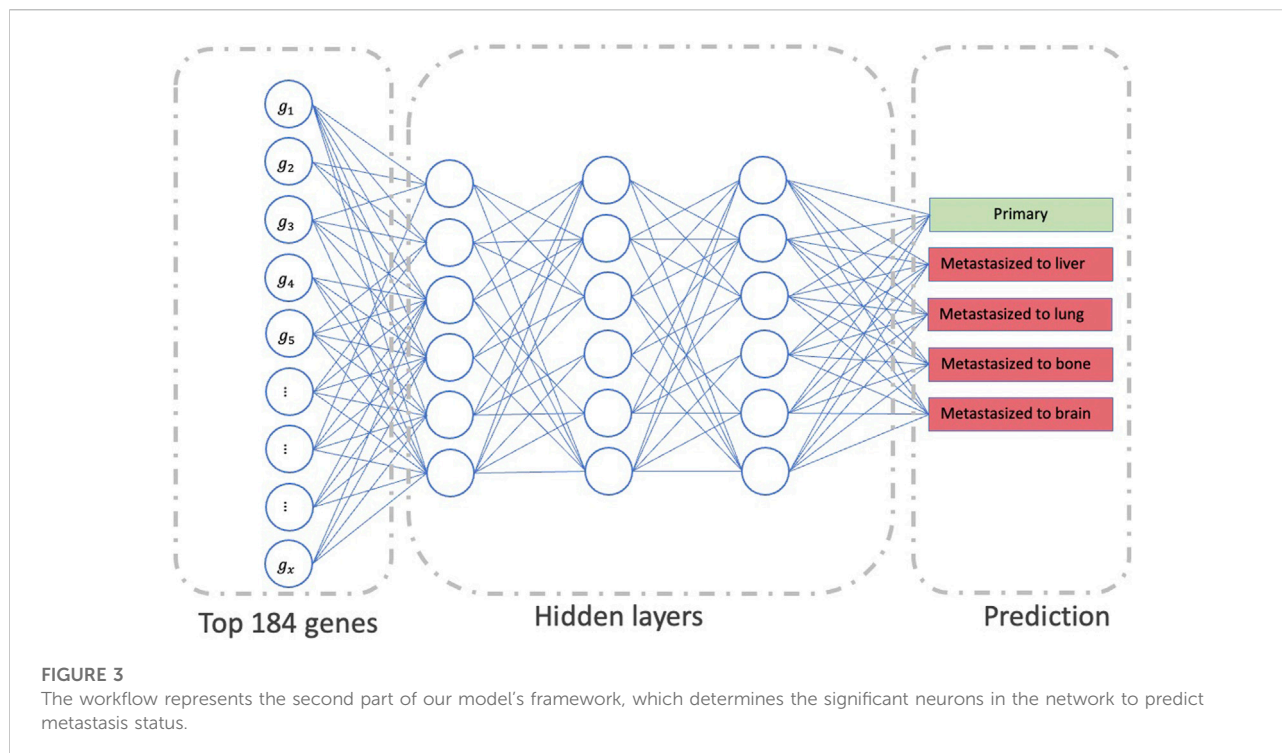 g₁
g₂
g₃
g₄
g₅
⋮
⋮
⋮
gₓ
Primary
Metastasized to liver
Metastasized to lung
Metastasized to bone
Metastasized to brain
Top 184 genes
Hidden layers
Prediction
FIGURE 3
The workflow represents the second part of our model's framework, which determines the significant neurons in the network to predict
metastasis status.